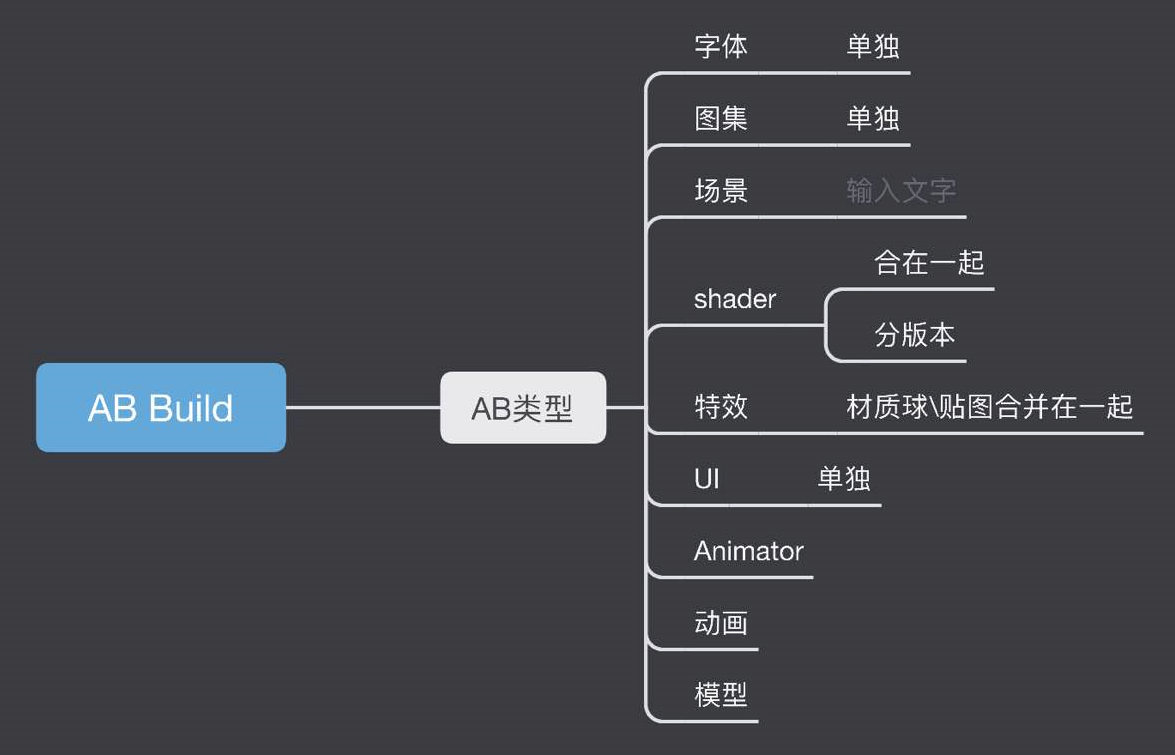 字体 单独
图集 单独
场景 输入文字
合在一起
shader
分版本
AB Build
AB类型
特效 材质球\贴图合并在一起
UI 单独
Animator
动画
模型